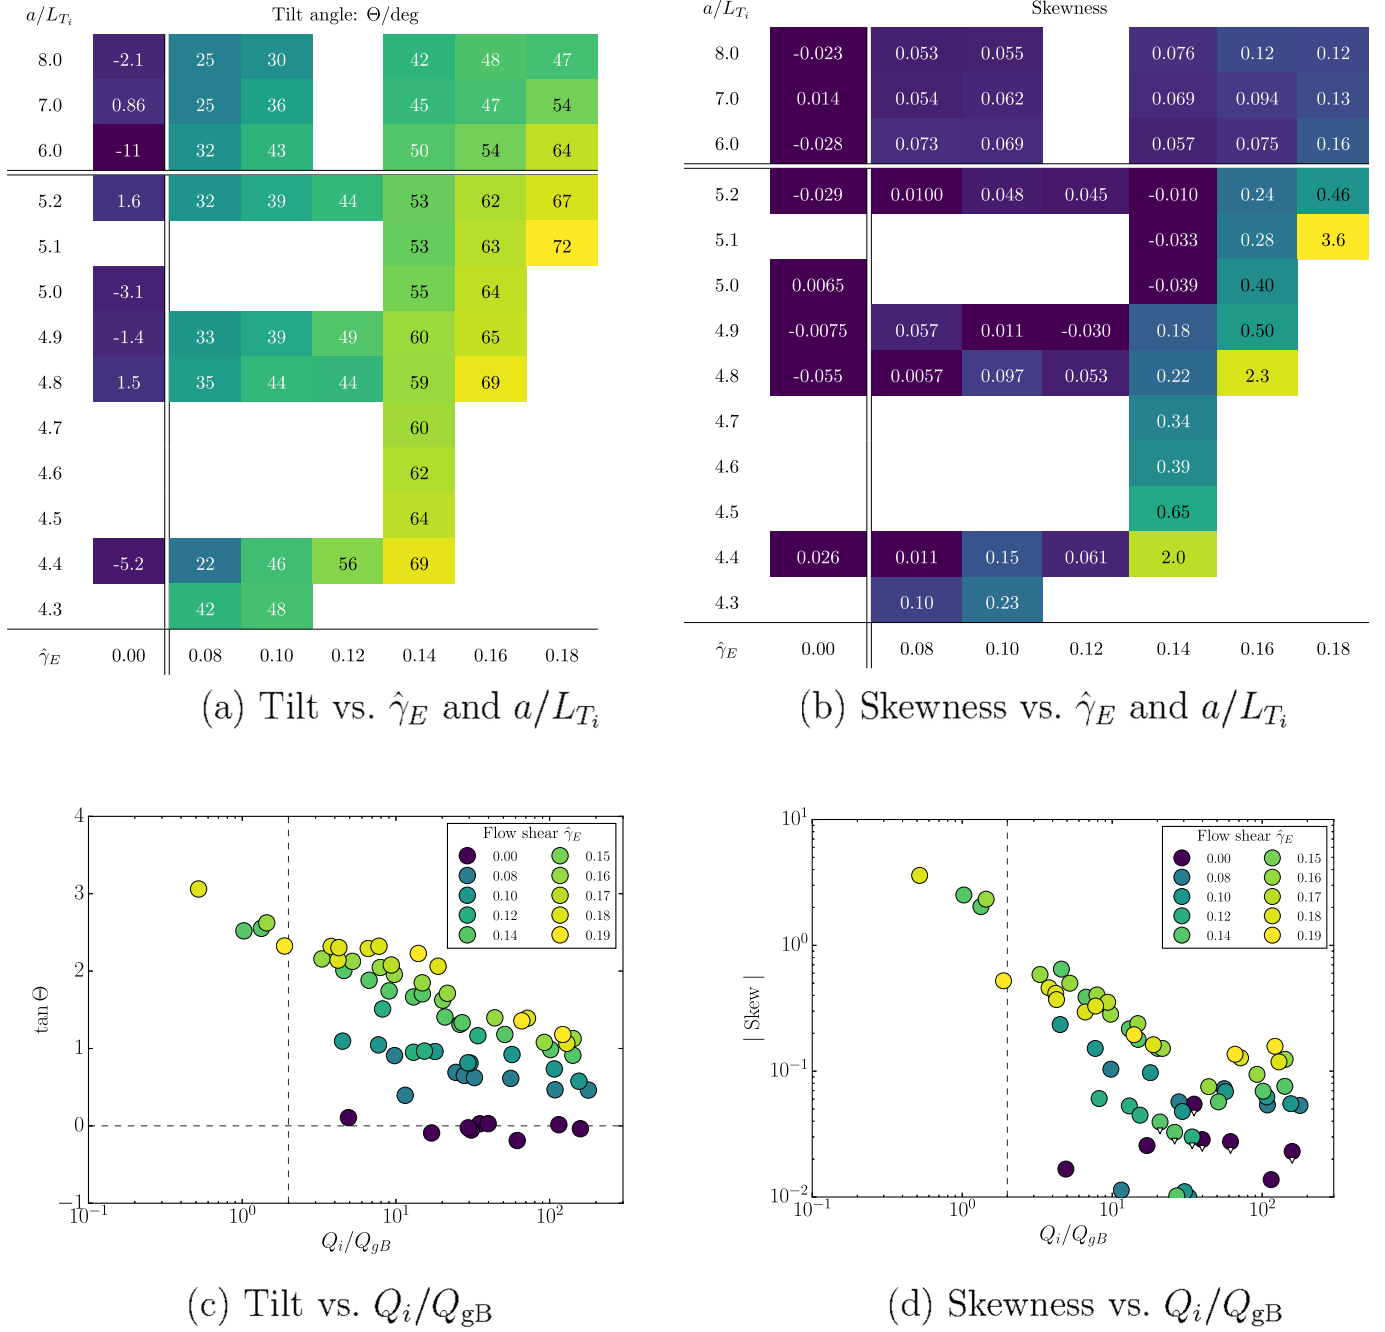 a/L_{T_i} Tilt angle: Θ/deg
8.0 -2.1 25 30 42 48 47
7.0 0.86 25 36 45 47 54
6.0 -11 32 43 50 54 64
5.2 1.6 32 39 44 53 62 67
5.1 53 63 72
5.0 -3.1 55 64
4.9 -1.4 33 39 49 60 65
4.8 1.5 35 44 44 59 69
4.7 60
4.6 62
4.5 64
4.4 -5.2 22 46 56 69
4.3 42 48
γ̂_E 0.00 0.08 0.10 0.12 0.14 0.16 0.18
(a) Tilt vs. γ̂_E and a/L_{T_i}
a/L_{T_i} Skewness
8.0 -0.023 0.053 0.055 0.076 0.12 0.12
7.0 0.014 0.054 0.062 0.069 0.094 0.13
6.0 -0.028 0.073 0.069 0.057 0.075 0.16
5.2 -0.029 0.0100 0.048 0.045 -0.010 0.24 0.46
5.1 -0.033 0.28 3.6
5.0 0.0065 -0.039 0.40
4.9 -0.0075 0.057 0.011 -0.030 0.18 0.50
4.8 -0.055 0.0057 0.097 0.053 0.22 2.3
4.7 0.34
4.6 0.39
4.5 0.65
4.4 0.026 0.011 0.15 0.061 2.0
4.3 0.10 0.23
γ̂_E 0.00 0.08 0.10 0.12 0.14 0.16 0.18
(b) Skewness vs. γ̂_E and a/L_{T_i}
4
3
2
1
0
−1
tan Θ
Flow shear γ̂_E
0.00 0.15
0.08 0.16
0.10 0.17
0.12 0.18
0.14 0.19
10^{−1} 10^0 10^1 10^2
Q_i/Q_{gB}
(c) Tilt vs. Q_i/Q_{gB}
10^1
10^0
10^{−1}
10^{−2}
| Skew |
Flow shear γ̂_E
0.00 0.15
0.08 0.16
0.10 0.17
0.12 0.18
0.14 0.19
10^{−1} 10^0 10^1 10^2
Q_i/Q_{gB}
(d) Skewness vs. Q_i/Q_{gB}